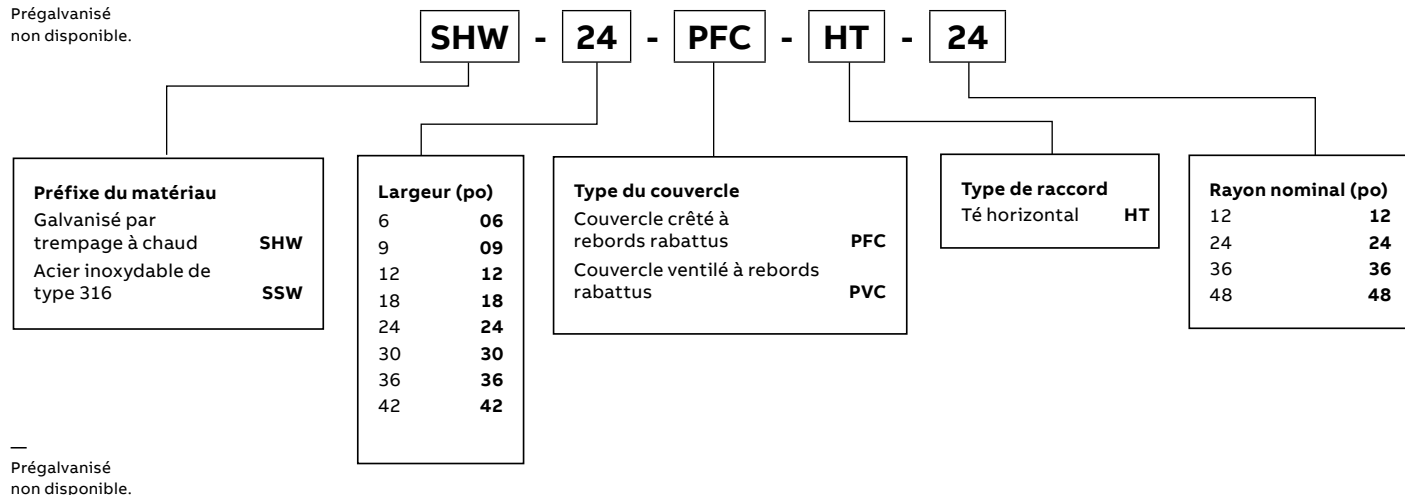 Prégalvanisé
non disponible.
SHW - 24 - PFC - HT - 24
Préfixe du matériau
Galvanisé par
trempage à chaud SHW
Acier inoxydable de
type 316 SSW
Largeur (po)
6 06
9 09
12 12
18 18
24 24
30 30
36 36
42 42
Type du couvercle
Couvercle crêté à
rebords rabattus PFC
Couvercle ventilé à rebords
rabattus PVC
Type de raccord
Té horizontal HT
Rayon nominal (po)
12 12
24 24
36 36
48 48
—
Prégalvanisé
non disponible.